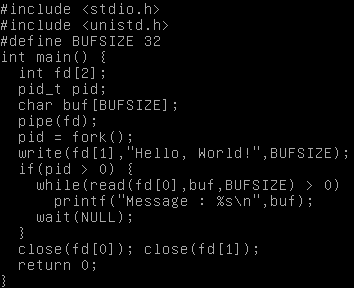 #include <stdio.h>
#include <unistd.h>
#define BUFSIZE 32
int main() {
  int fd[2];
  pid_t pid;
  char buf[BUFSIZE];
  pipe(fd);
  pid = fork();
  write(fd[1],"Hello, World!",BUFSIZE);
  if(pid > 0) {
    while(read(fd[0],buf,BUFSIZE) > 0)
      printf("Message : %s\n",buf);
    wait(NULL);
  }
  close(fd[0]); close(fd[1]);
  return 0;
}